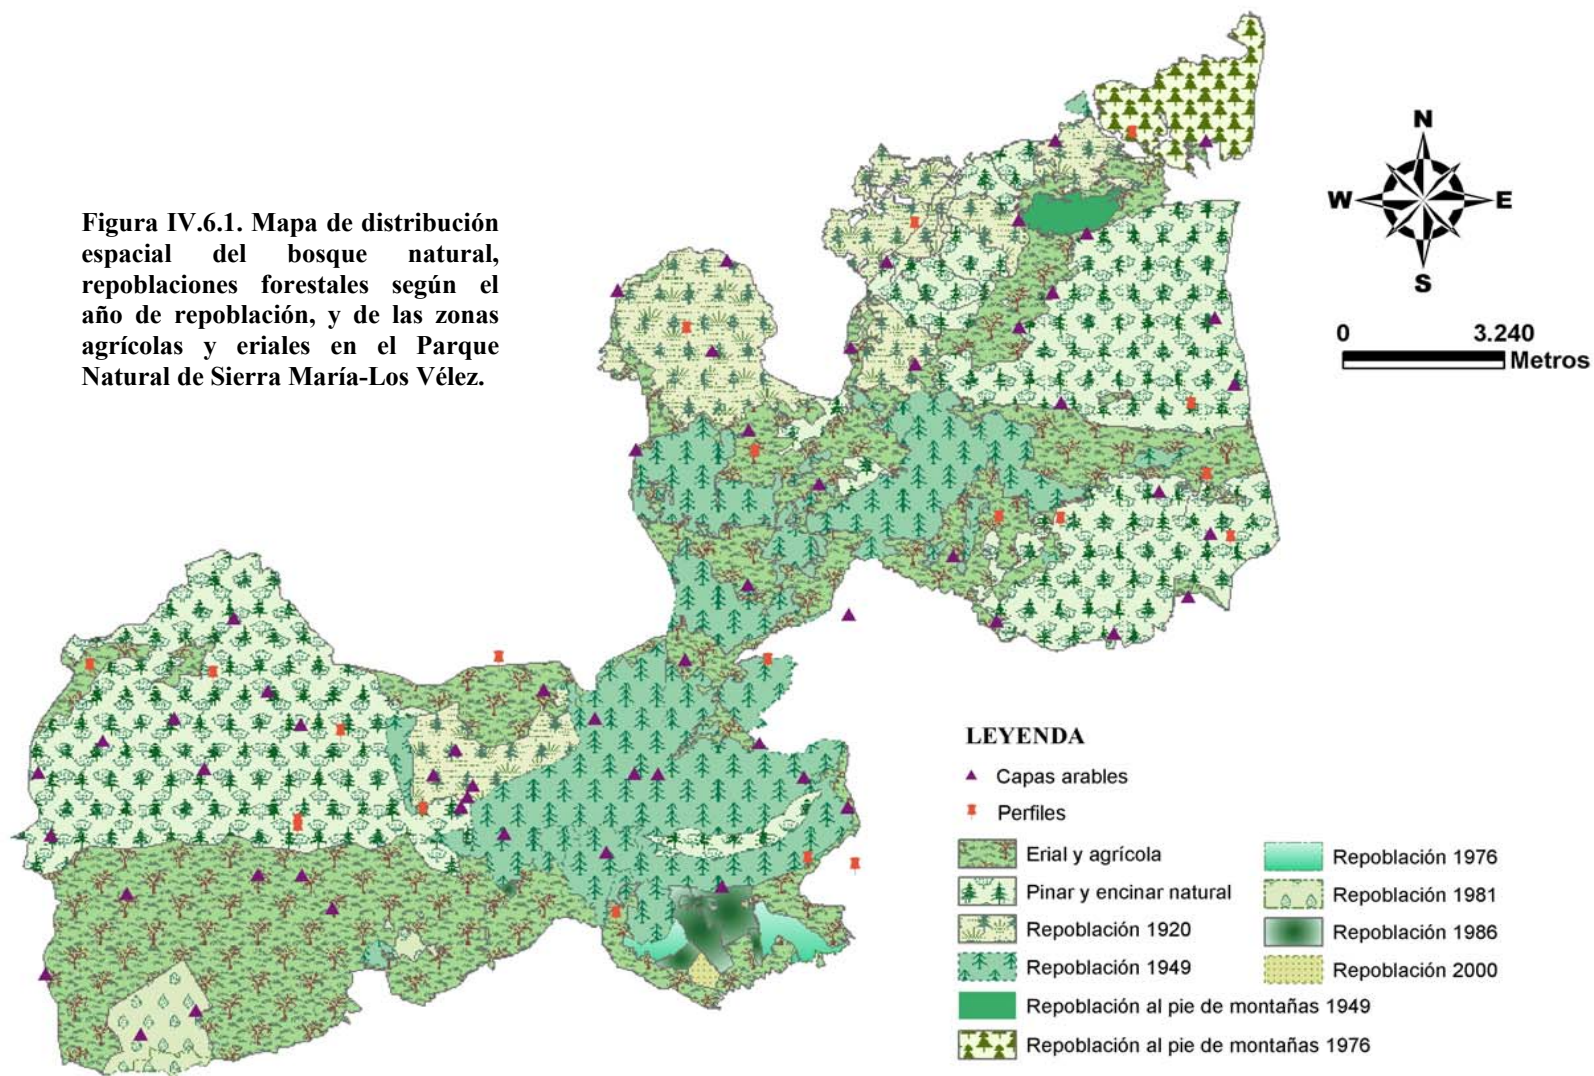 Figura IV.6.1. Mapa de distribución
espacial del bosque natural,
repoblaciones forestales según el
año de repoblación, y de las zonas
agrícolas y eriales en el Parque
Natural de Sierra María-Los Vélez.
N
W E
S
0 3.240
Metros
LEYENDA
Capas arables
Perfiles
Erial y agrícola
Pinar y encinar natural
Repoblación 1920
Repoblación 1949
Repoblación al pie de montañas 1949
Repoblación al pie de montañas 1976
Repoblación 1976
Repoblación 1981
Repoblación 1986
Repoblación 2000